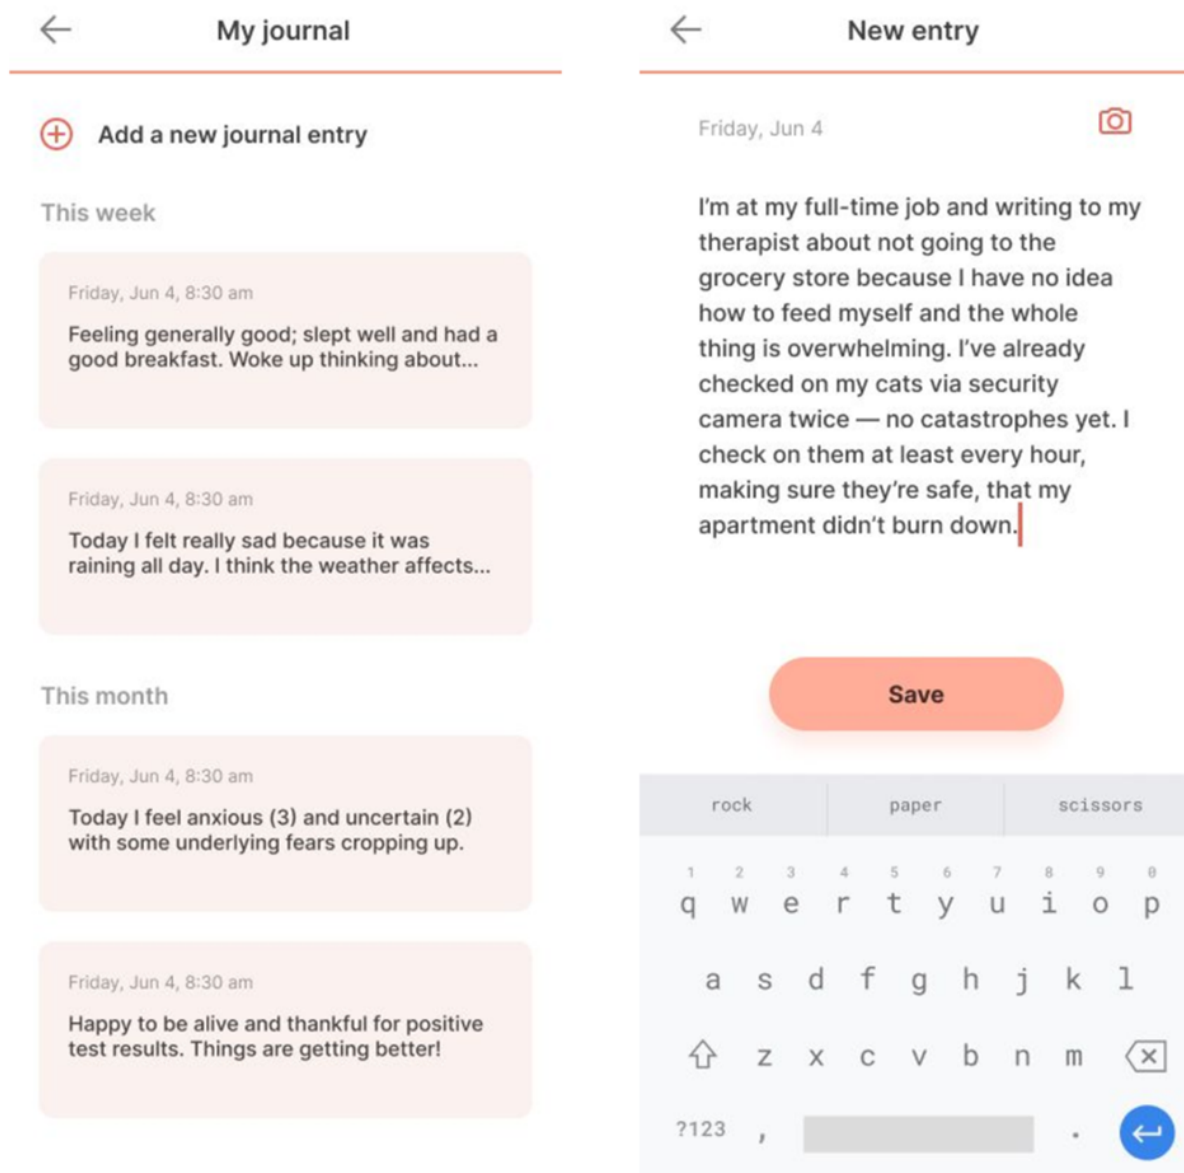 My journal
Add a new journal entry
This week
Friday, Jun 4, 8:30 am
Feeling generally good; slept well and had a
good breakfast. Woke up thinking about...
Friday, Jun 4, 8:30 am
Today I felt really sad because it was
raining all day. I think the weather affects...
This month
Friday, Jun 4, 8:30 am
Today I feel anxious (3) and uncertain (2)
with some underlying fears cropping up.
Friday, Jun 4, 8:30 am
Happy to be alive and thankful for positive
test results. Things are getting better!
New entry
Friday, Jun 4
I’m at my full-time job and writing to my
therapist about not going to the
grocery store because I have no idea
how to feed myself and the whole
thing is overwhelming. I’ve already
checked on my cats via security
camera twice — no catastrophes yet. I
check on them at least every hour,
making sure they’re safe, that my
apartment didn’t burn down.
Save
rock paper scissors
1 2 3 4 5 6 7 8 9 0
q w e r t y u i o p
a s d f g h j k l
z x c v b n m
?123 , .